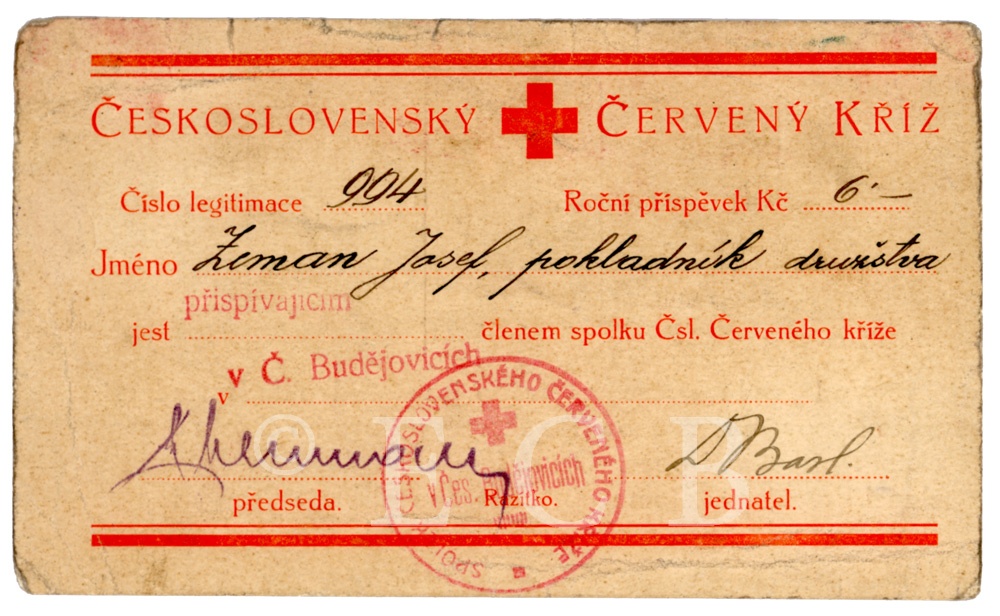 ČESKOSLOVENSKÝ ČERVENÝ KŘÍŽ
Číslo legitimace 994 Roční příspěvek Kč 6·—
Jméno Zeman Josef, pokladník družstva
přispívajícím
jest členem spolku Čsl. Červeného kříže
v Č. Budějovicích
v
© ECB
předseda. Razítko. jednatel.
ČESKOSLOVENSKÉHO ČERVENÉHO KŘÍŽE
v Čes. Budějovicích